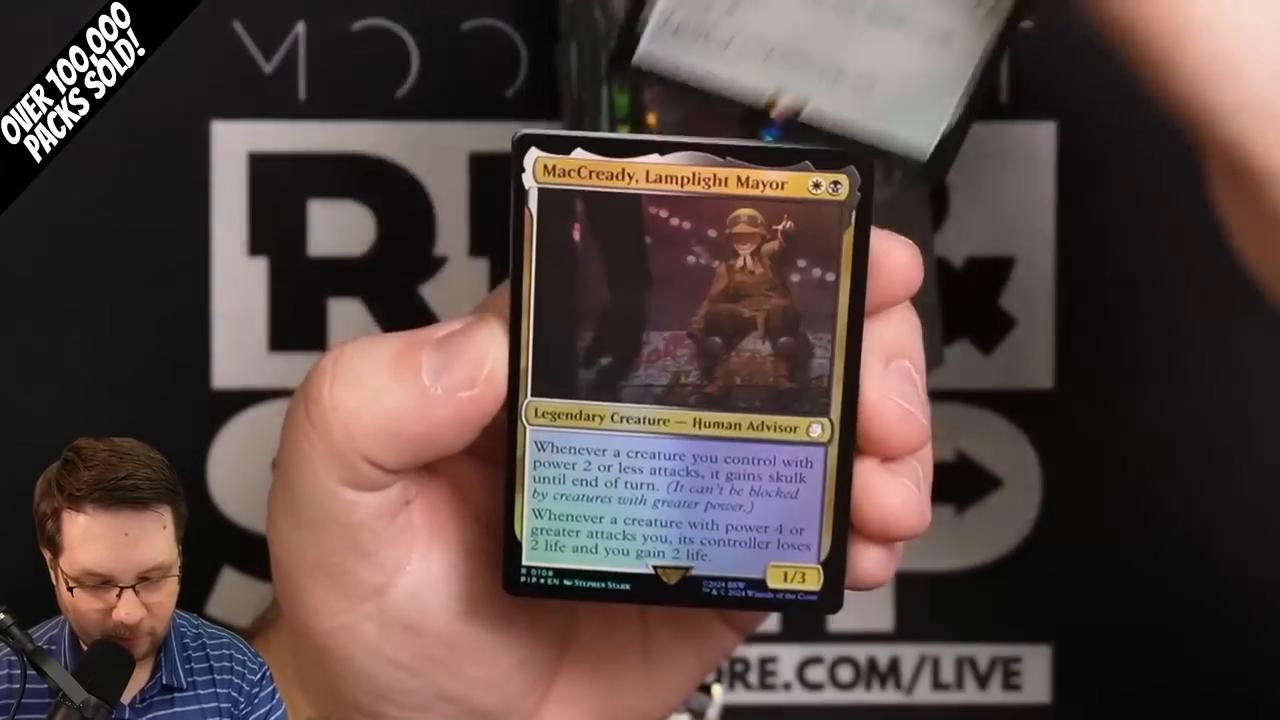 OVER 100,000
PACKS SOLD!
MacCready, Lamplight Mayor
Legendary Creature — Human Advisor
Whenever a creature you control with
power 2 or less attacks, it gains skulk
until end of turn. (It can't be blocked
by creatures with greater power.)
Whenever a creature with power 4 or
greater attacks you, its controller loses
2 life and you gain 2 life.
1/3
R 0108
PIP EN Stephen Stark
©2024 BSW
™ & © 2024 Wizards of the Coast
RE.COM/LIVE